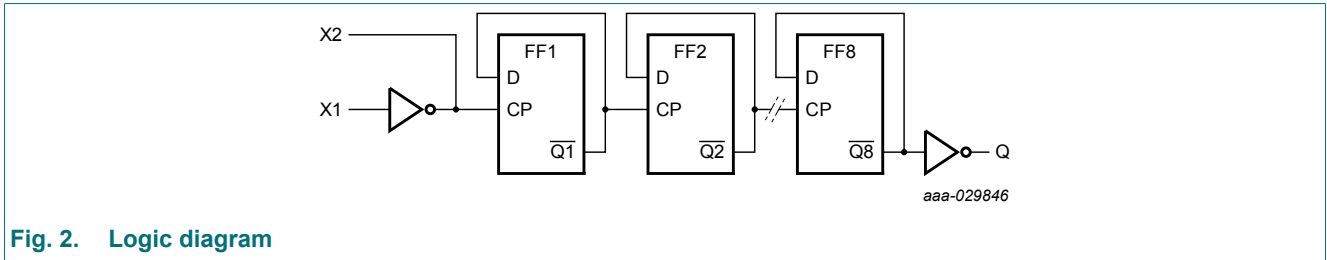 X2
FF1 FF2 FF8
D D D
X1 CP CP CP
Q1 Q2 Q8 Q
aaa-029846
Fig. 2. Logic diagram